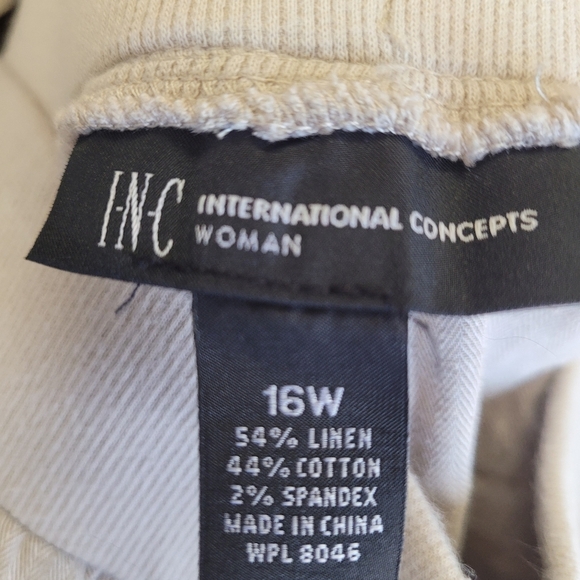 I·N·C INTERNATIONAL CONCEPTS
WOMAN
16W
54% LINEN
44% COTTON
2% SPANDEX
MADE IN CHINA
WPL 8046